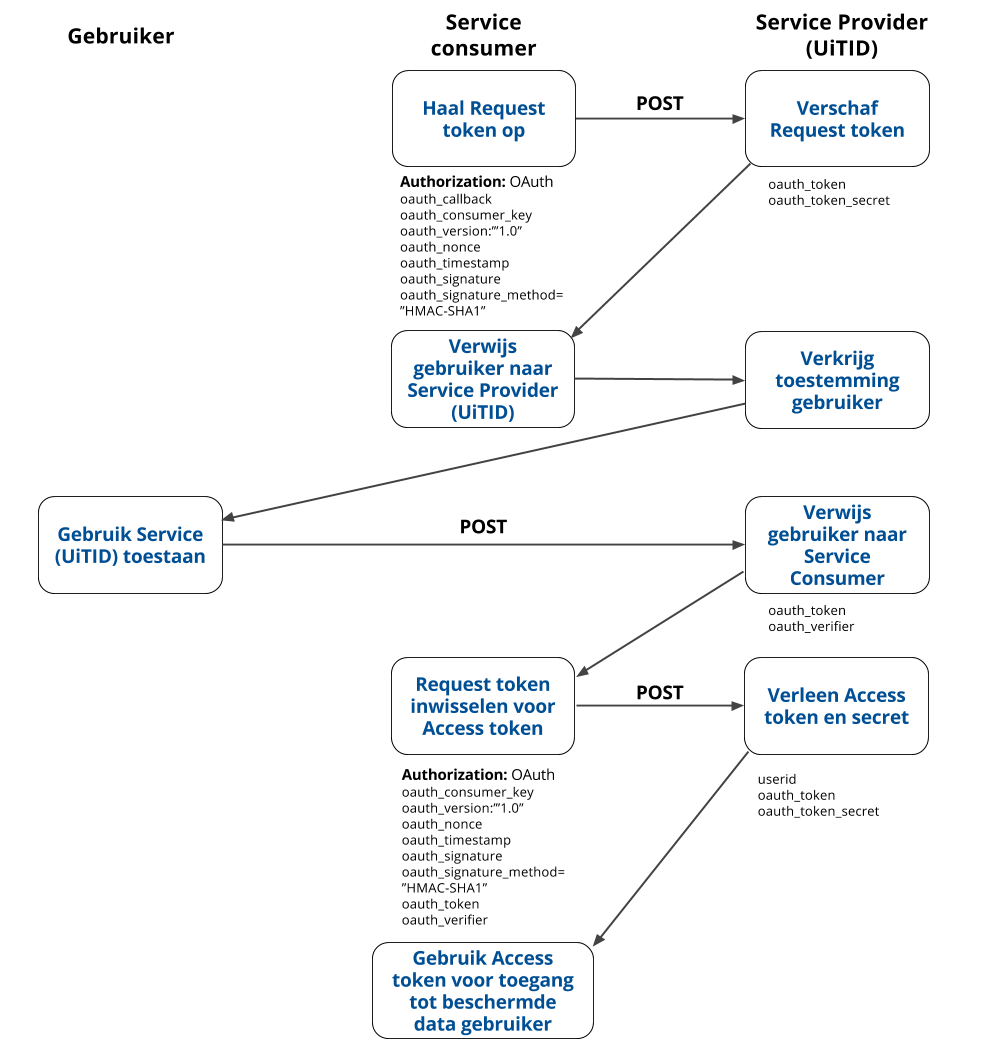 Gebruiker
Service
consumer
Service Provider
(UiTID)
Haal Request
token op
POST
Verschaf
Request token
Authorization: OAuth
oauth_callback
oauth_consumer_key
oauth_version:”’1.0”
oauth_nonce
oauth_timestamp
oauth_signature
oauth_signature_method=
”HMAC-SHA1”
oauth_token
oauth_token_secret
Verwijs
gebruiker naar
Service Provider
(UiTID)
Verkrijg
toestemming
gebruiker
Gebruik Service
(UiTID) toestaan
POST
Verwijs
gebruiker naar
Service
Consumer
oauth_token
oauth_verifier
Request token
inwisselen voor
Access token
POST
Verleen Access
token en secret
Authorization: OAuth
oauth_consumer_key
oauth_version:”’1.0”
oauth_nonce
oauth_timestamp
oauth_signature
oauth_signature_method=
”HMAC-SHA1”
oauth_token
oauth_verifier
userid
oauth_token
oauth_token_secret
Gebruik Access
token voor toegang
tot beschermde
data gebruiker